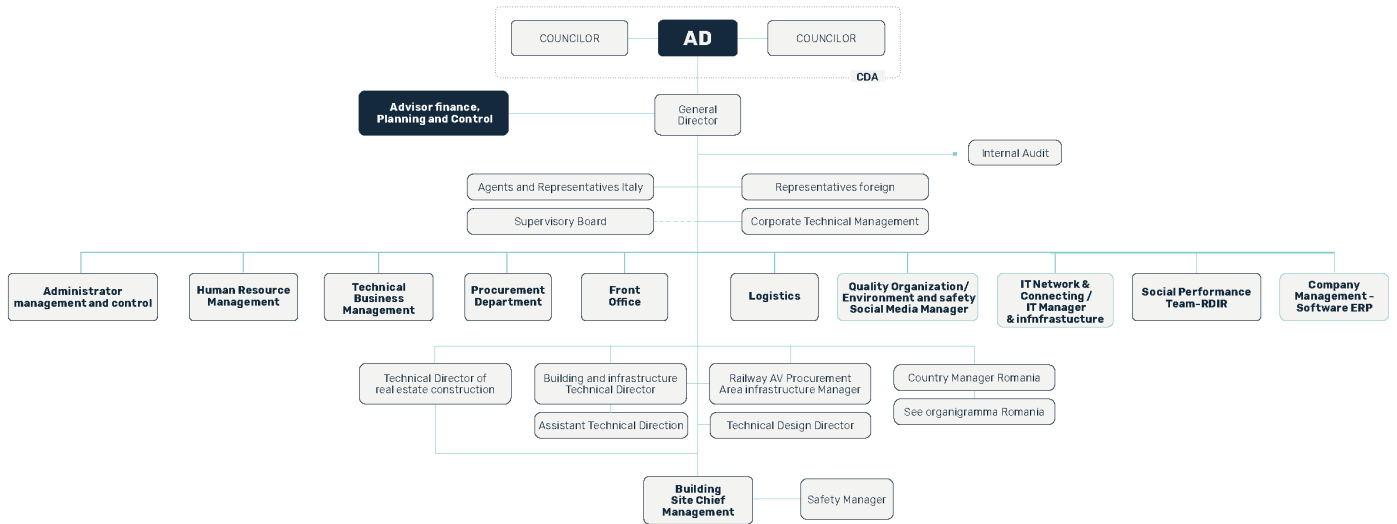 COUNCILOR
AD
COUNCILOR
CDA
Advisor finance,
Planning and Control
General
Director
Internal Audit
Agents and Representatives Italy
Representatives foreign
Supervisory Board
Corporate Technical Management
Administrator
management and control
Human Resource
Management
Technical
Business
Management
Procurement
Department
Front
Office
Logistics
Quality Organization/
Environment and safety
Social Media Manager
IT Network &
Connecting /
IT Manager
& infnfrastucture
Social Performance
Team-RDIR
Company
Management -
Software ERP
Technical Director of
real estate construction
Building and infrastructure
Technical Director
Railway AV Procurement
Area infrastructure Manager
Country Manager Romania
See organigramma Romania
Assistant Technical Direction
Technical Design Director
Building
Site Chief
Management
Safety Manager